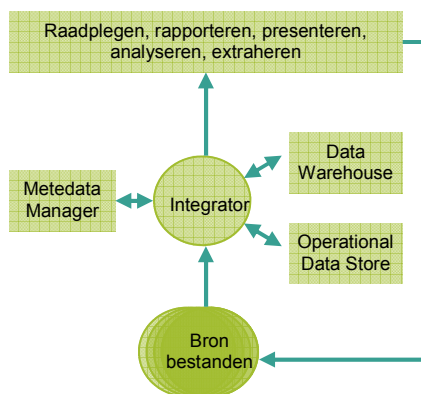 Raadplegen, rapporteren, presenteren,
analyseren, extraheren
Data
Warehouse
Metedata
Manager
Integrator
Operational
Data Store
Bron
bestanden